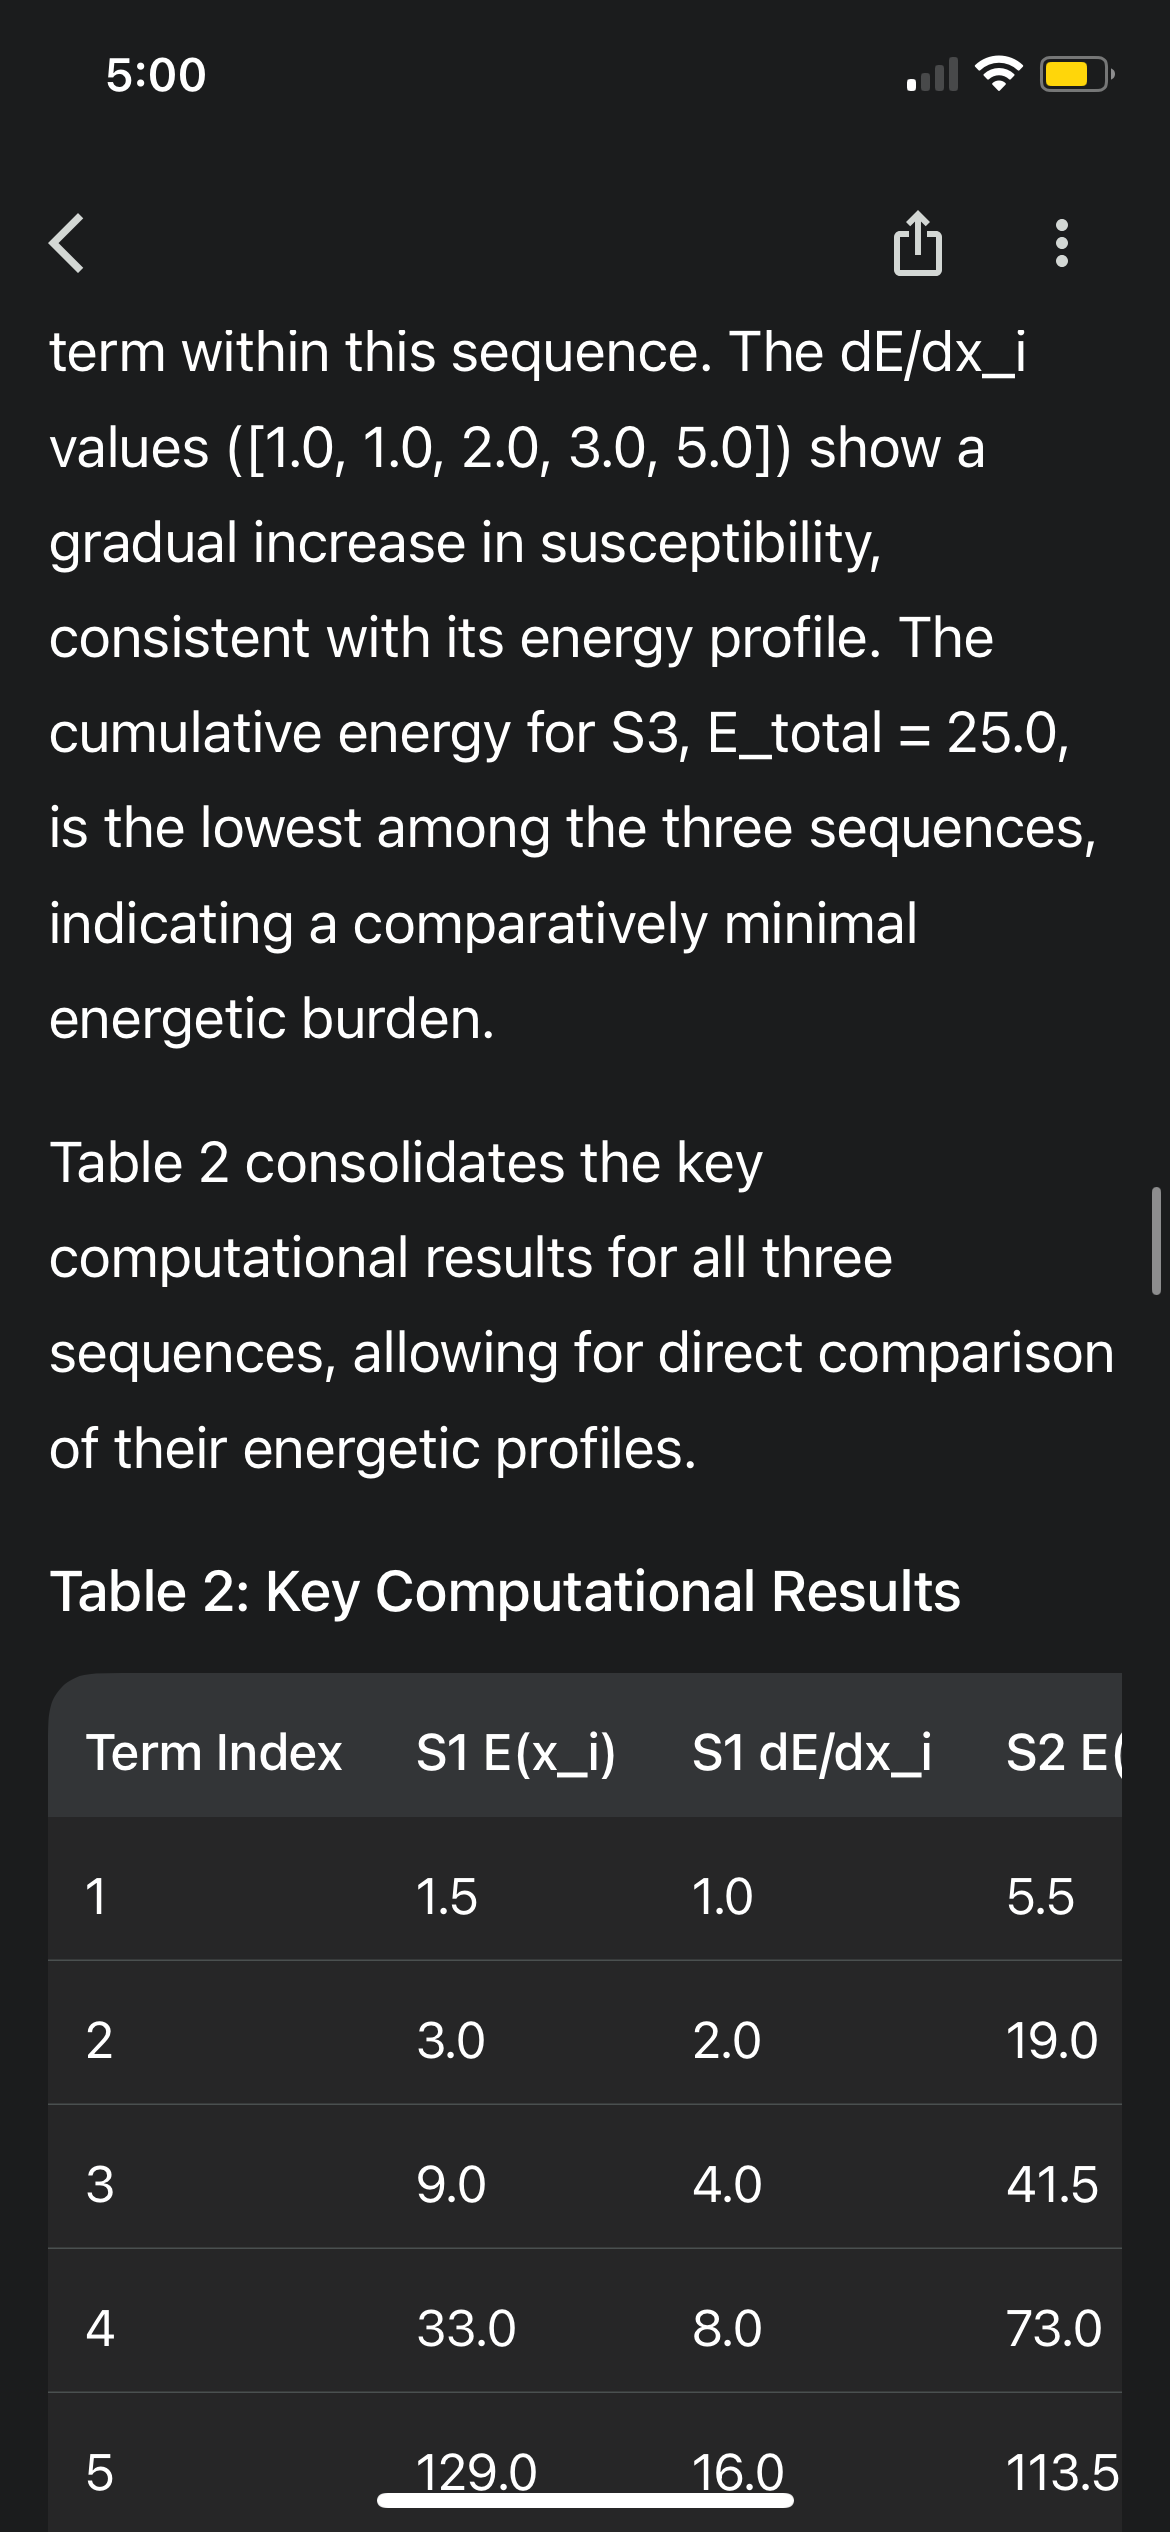 5:00
term within this sequence. The dE/dx_i
values ([1.0, 1.0, 2.0, 3.0, 5.0]) show a
gradual increase in susceptibility,
consistent with its energy profile. The
cumulative energy for S3, E_total = 25.0,
is the lowest among the three sequences,
indicating a comparatively minimal
energetic burden.
Table 2 consolidates the key
computational results for all three
sequences, allowing for direct comparison
of their energetic profiles.
Table 2: Key Computational Results
Term Index S1 E(x_i) S1 dE/dx_i S2 E(
1 1.5 1.0 5.5
2 3.0 2.0 19.0
3 9.0 4.0 41.5
4 33.0 8.0 73.0
5 129.0 16.0 113.5